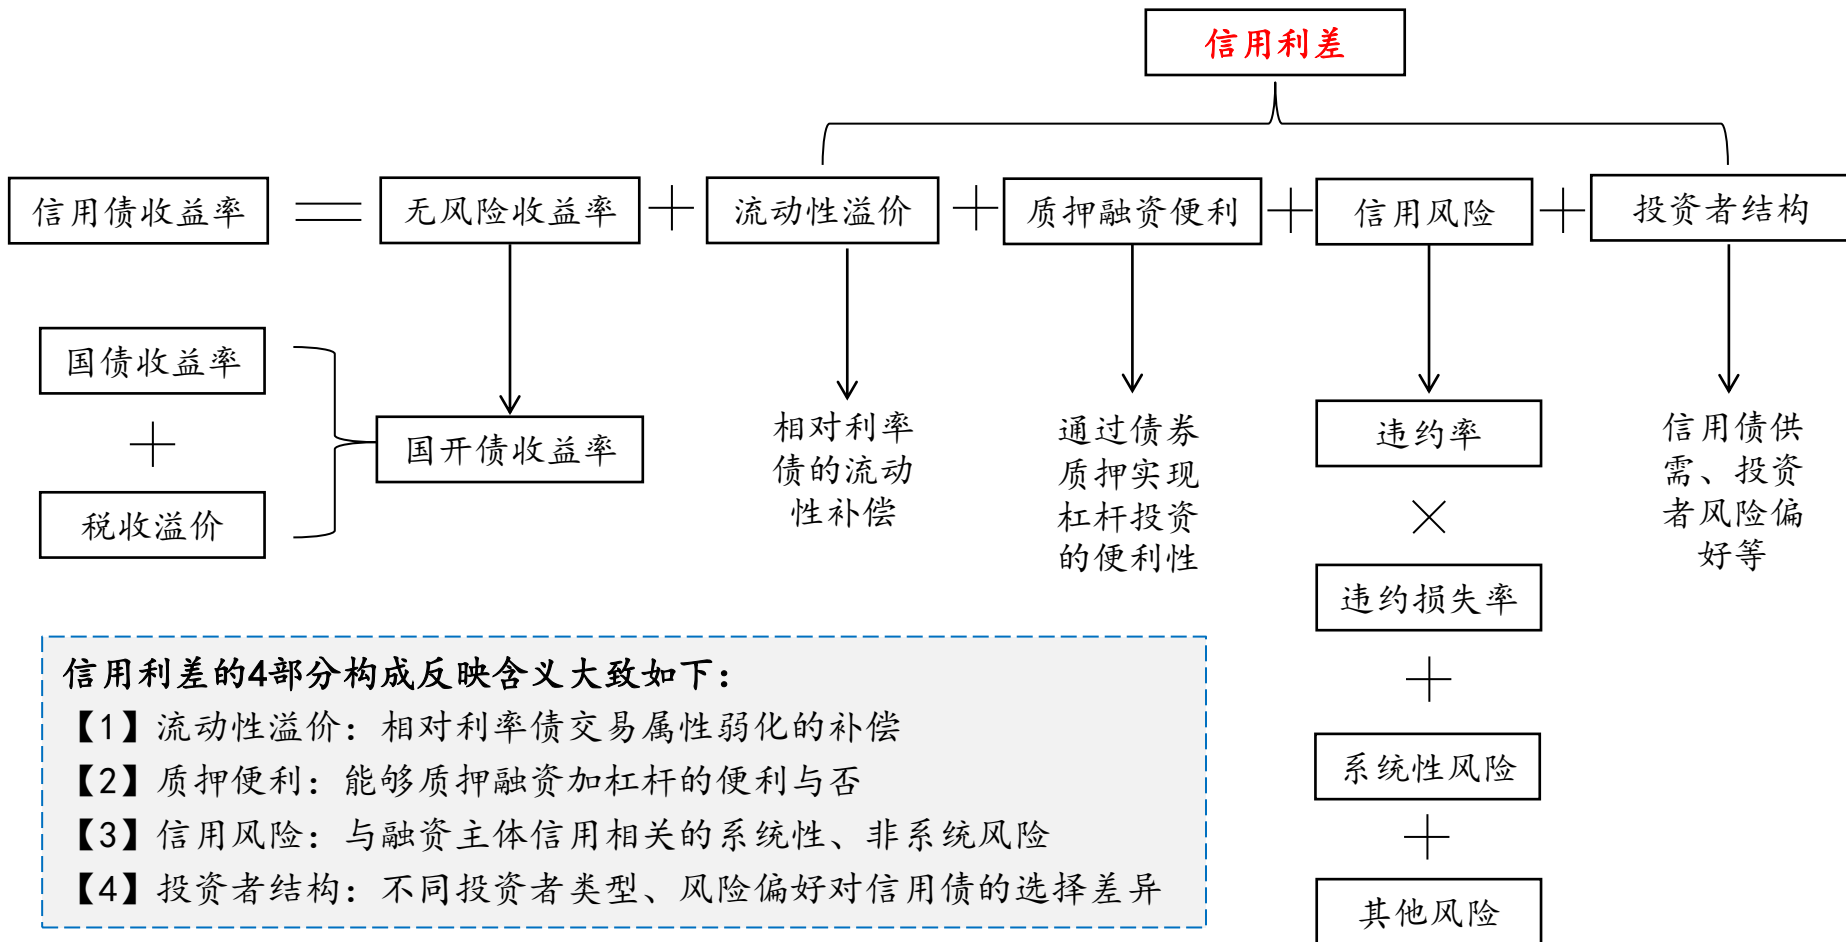 信用利差
信用债收益率
无风险收益率
流动性溢价
质押融资便利
信用风险
投资者结构
国债收益率
税收溢价
国开债收益率
相对利率
债的流动
性补偿
通过债券
质押实现
杠杆投资
的便利性
违约率
违约损失率
系统性风险
其他风险
信用债供
需、投资
者风险偏
好等
信用利差的4部分构成反映含义大致如下：
【1】流动性溢价：相对利率债交易属性弱化的补偿
【2】质押便利：能够质押融资加杠杆的便利与否
【3】信用风险：与融资主体信用相关的系统性、非系统风险
【4】投资者结构：不同投资者类型、风险偏好对信用债的选择差异